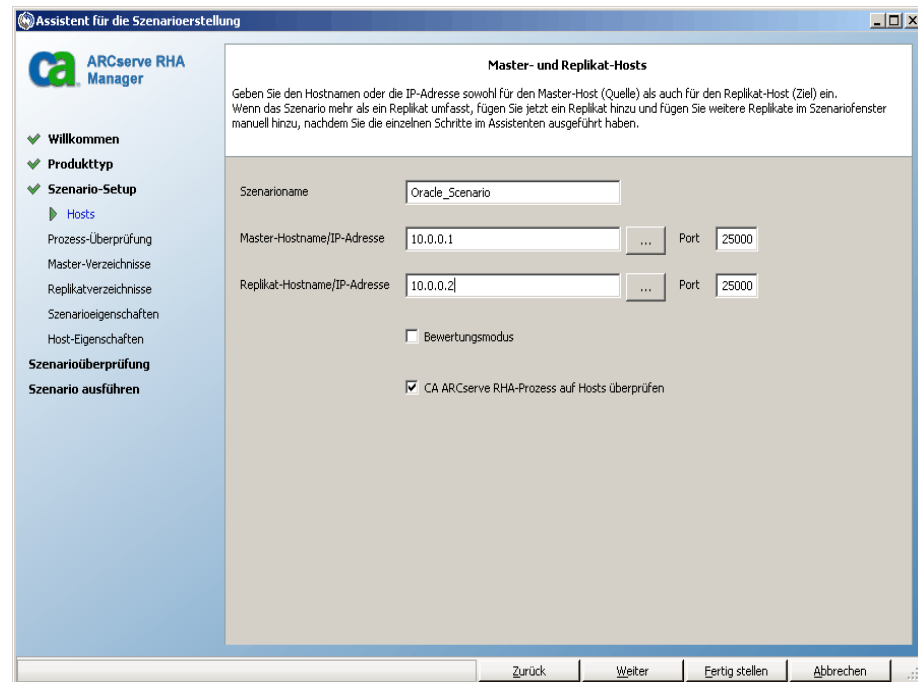 Assistent für die Szenarioerstellung
ca
ARCserve RHA
Manager
Willkommen
Produkttyp
Szenario-Setup
Hosts
Prozess-Überprüfung
Master-Verzeichnisse
Replikatverzeichnisse
Szenarioeigenschaften
Host-Eigenschaften
Szenarioüberprüfung
Szenario ausführen
Master- und Replikat-Hosts
Geben Sie den Hostnamen oder die IP-Adresse sowohl für den Master-Host (Quelle) als auch für den Replikat-Host (Ziel) ein.
Wenn das Szenario mehr als ein Replikat umfasst, fügen Sie jetzt ein Replikat hinzu und fügen Sie weitere Replikate im Szenariofenster
manuell hinzu, nachdem Sie die einzelnen Schritte im Assistenten ausgeführt haben.
Szenarioname Oracle_Scenario
Master-Hostname/IP-Adresse 10.0.0.1 ... Port 25000
Replikat-Hostname/IP-Adresse 10.0.0.2 ... Port 25000
Bewertungsmodus
CA ARCserve RHA-Prozess auf Hosts überprüfen
Zurück Weiter Fertig stellen Abbrechen